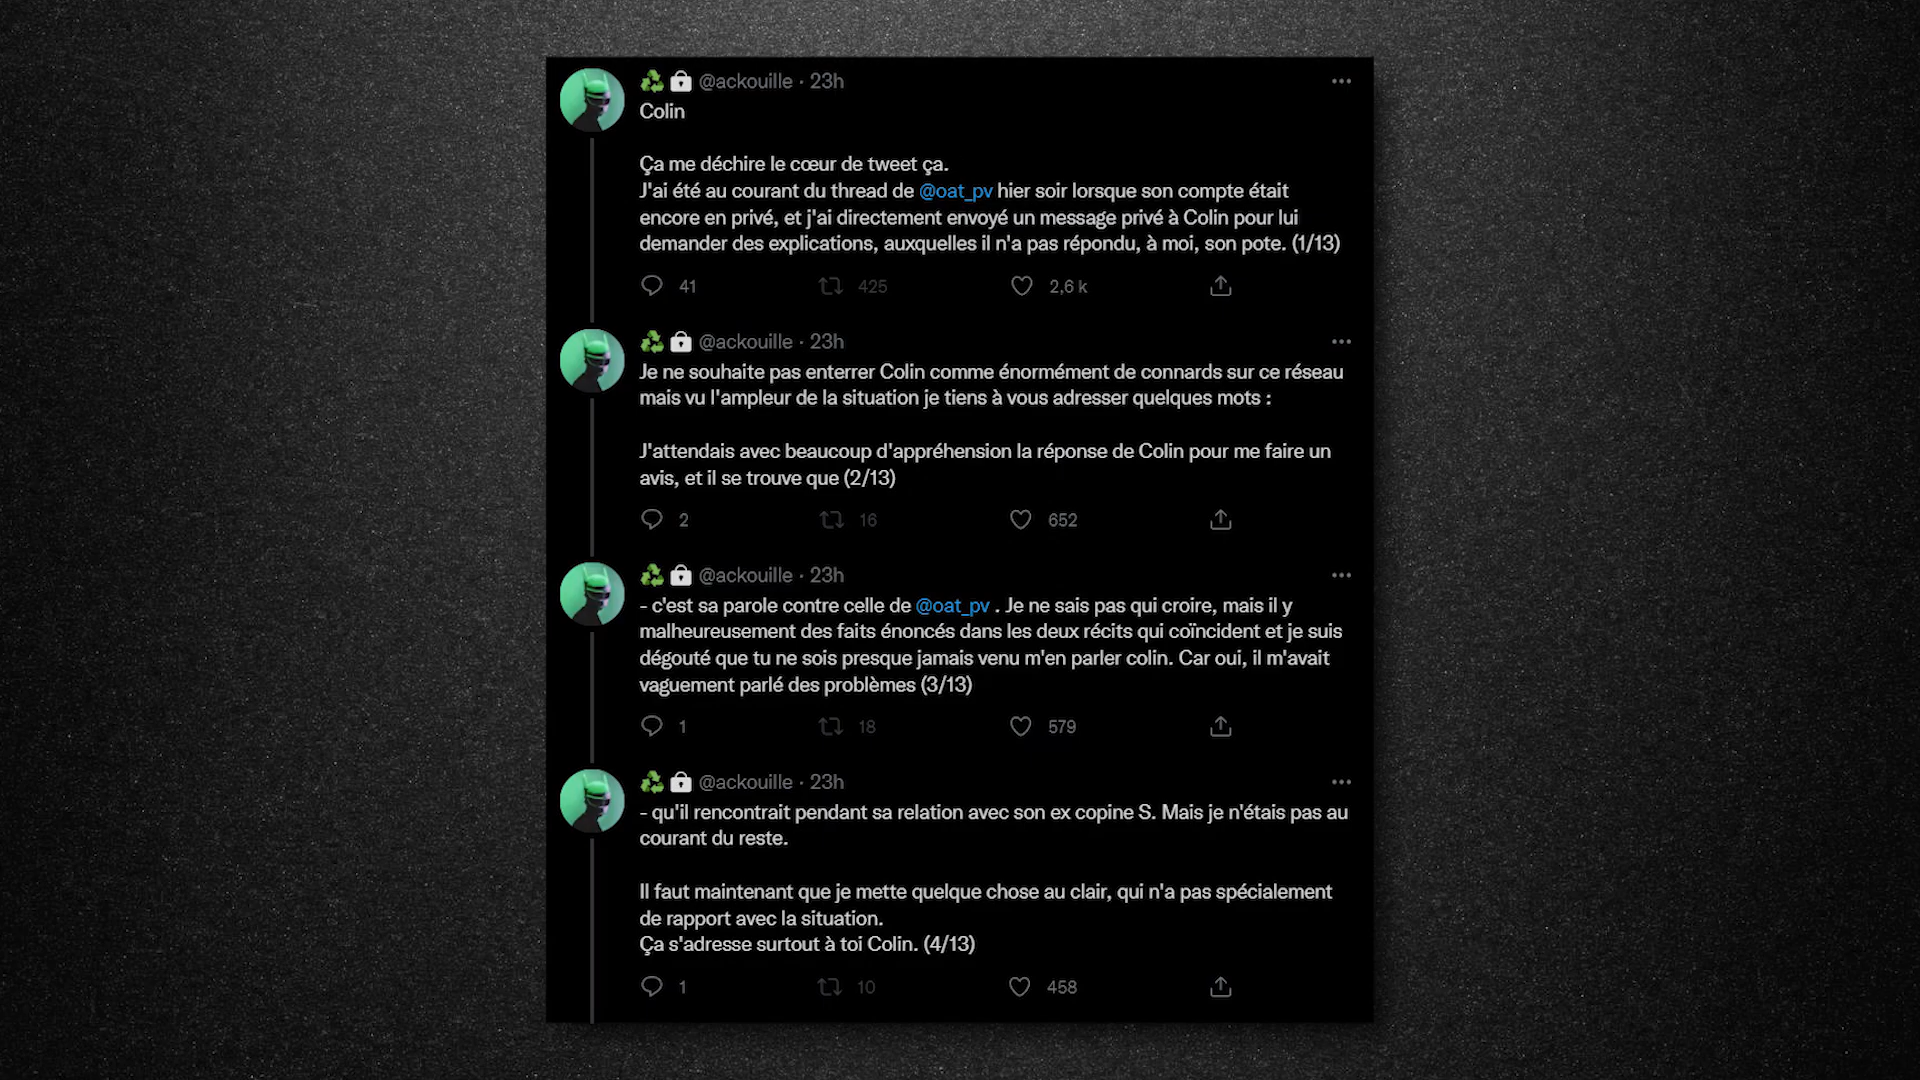 @ackouille · 23h
Colin
Ça me déchire le cœur de tweet ça.
J'ai été au courant du thread de @oat_pv hier soir lorsque son compte était
encore en privé, et j'ai directement envoyé un message privé à Colin pour lui
demander des explications, auxquelles il n'a pas répondu, à moi, son pote. (1/13)
41 425 2,6 k
@ackouille · 23h
Je ne souhaite pas enterrer Colin comme énormément de connards sur ce réseau
mais vu l'ampleur de la situation je tiens à vous adresser quelques mots :
J'attendais avec beaucoup d'appréhension la réponse de Colin pour me faire un
avis, et il se trouve que (2/13)
2 16 652
@ackouille · 23h
- c'est sa parole contre celle de @oat_pv . Je ne sais pas qui croire, mais il y
malheureusement des faits énoncés dans les deux récits qui coïncident et je suis
dégouté que tu ne sois presque jamais venu m'en parler colin. Car oui, il m'avait
vaguement parlé des problèmes (3/13)
1 18 579
@ackouille · 23h
- qu'il rencontrait pendant sa relation avec son ex copine S. Mais je n'étais pas au
courant du reste.
Il faut maintenant que je mette quelque chose au clair, qui n'a pas spécialement
de rapport avec la situation.
Ça s'adresse surtout à toi Colin. (4/13)
1 10 458